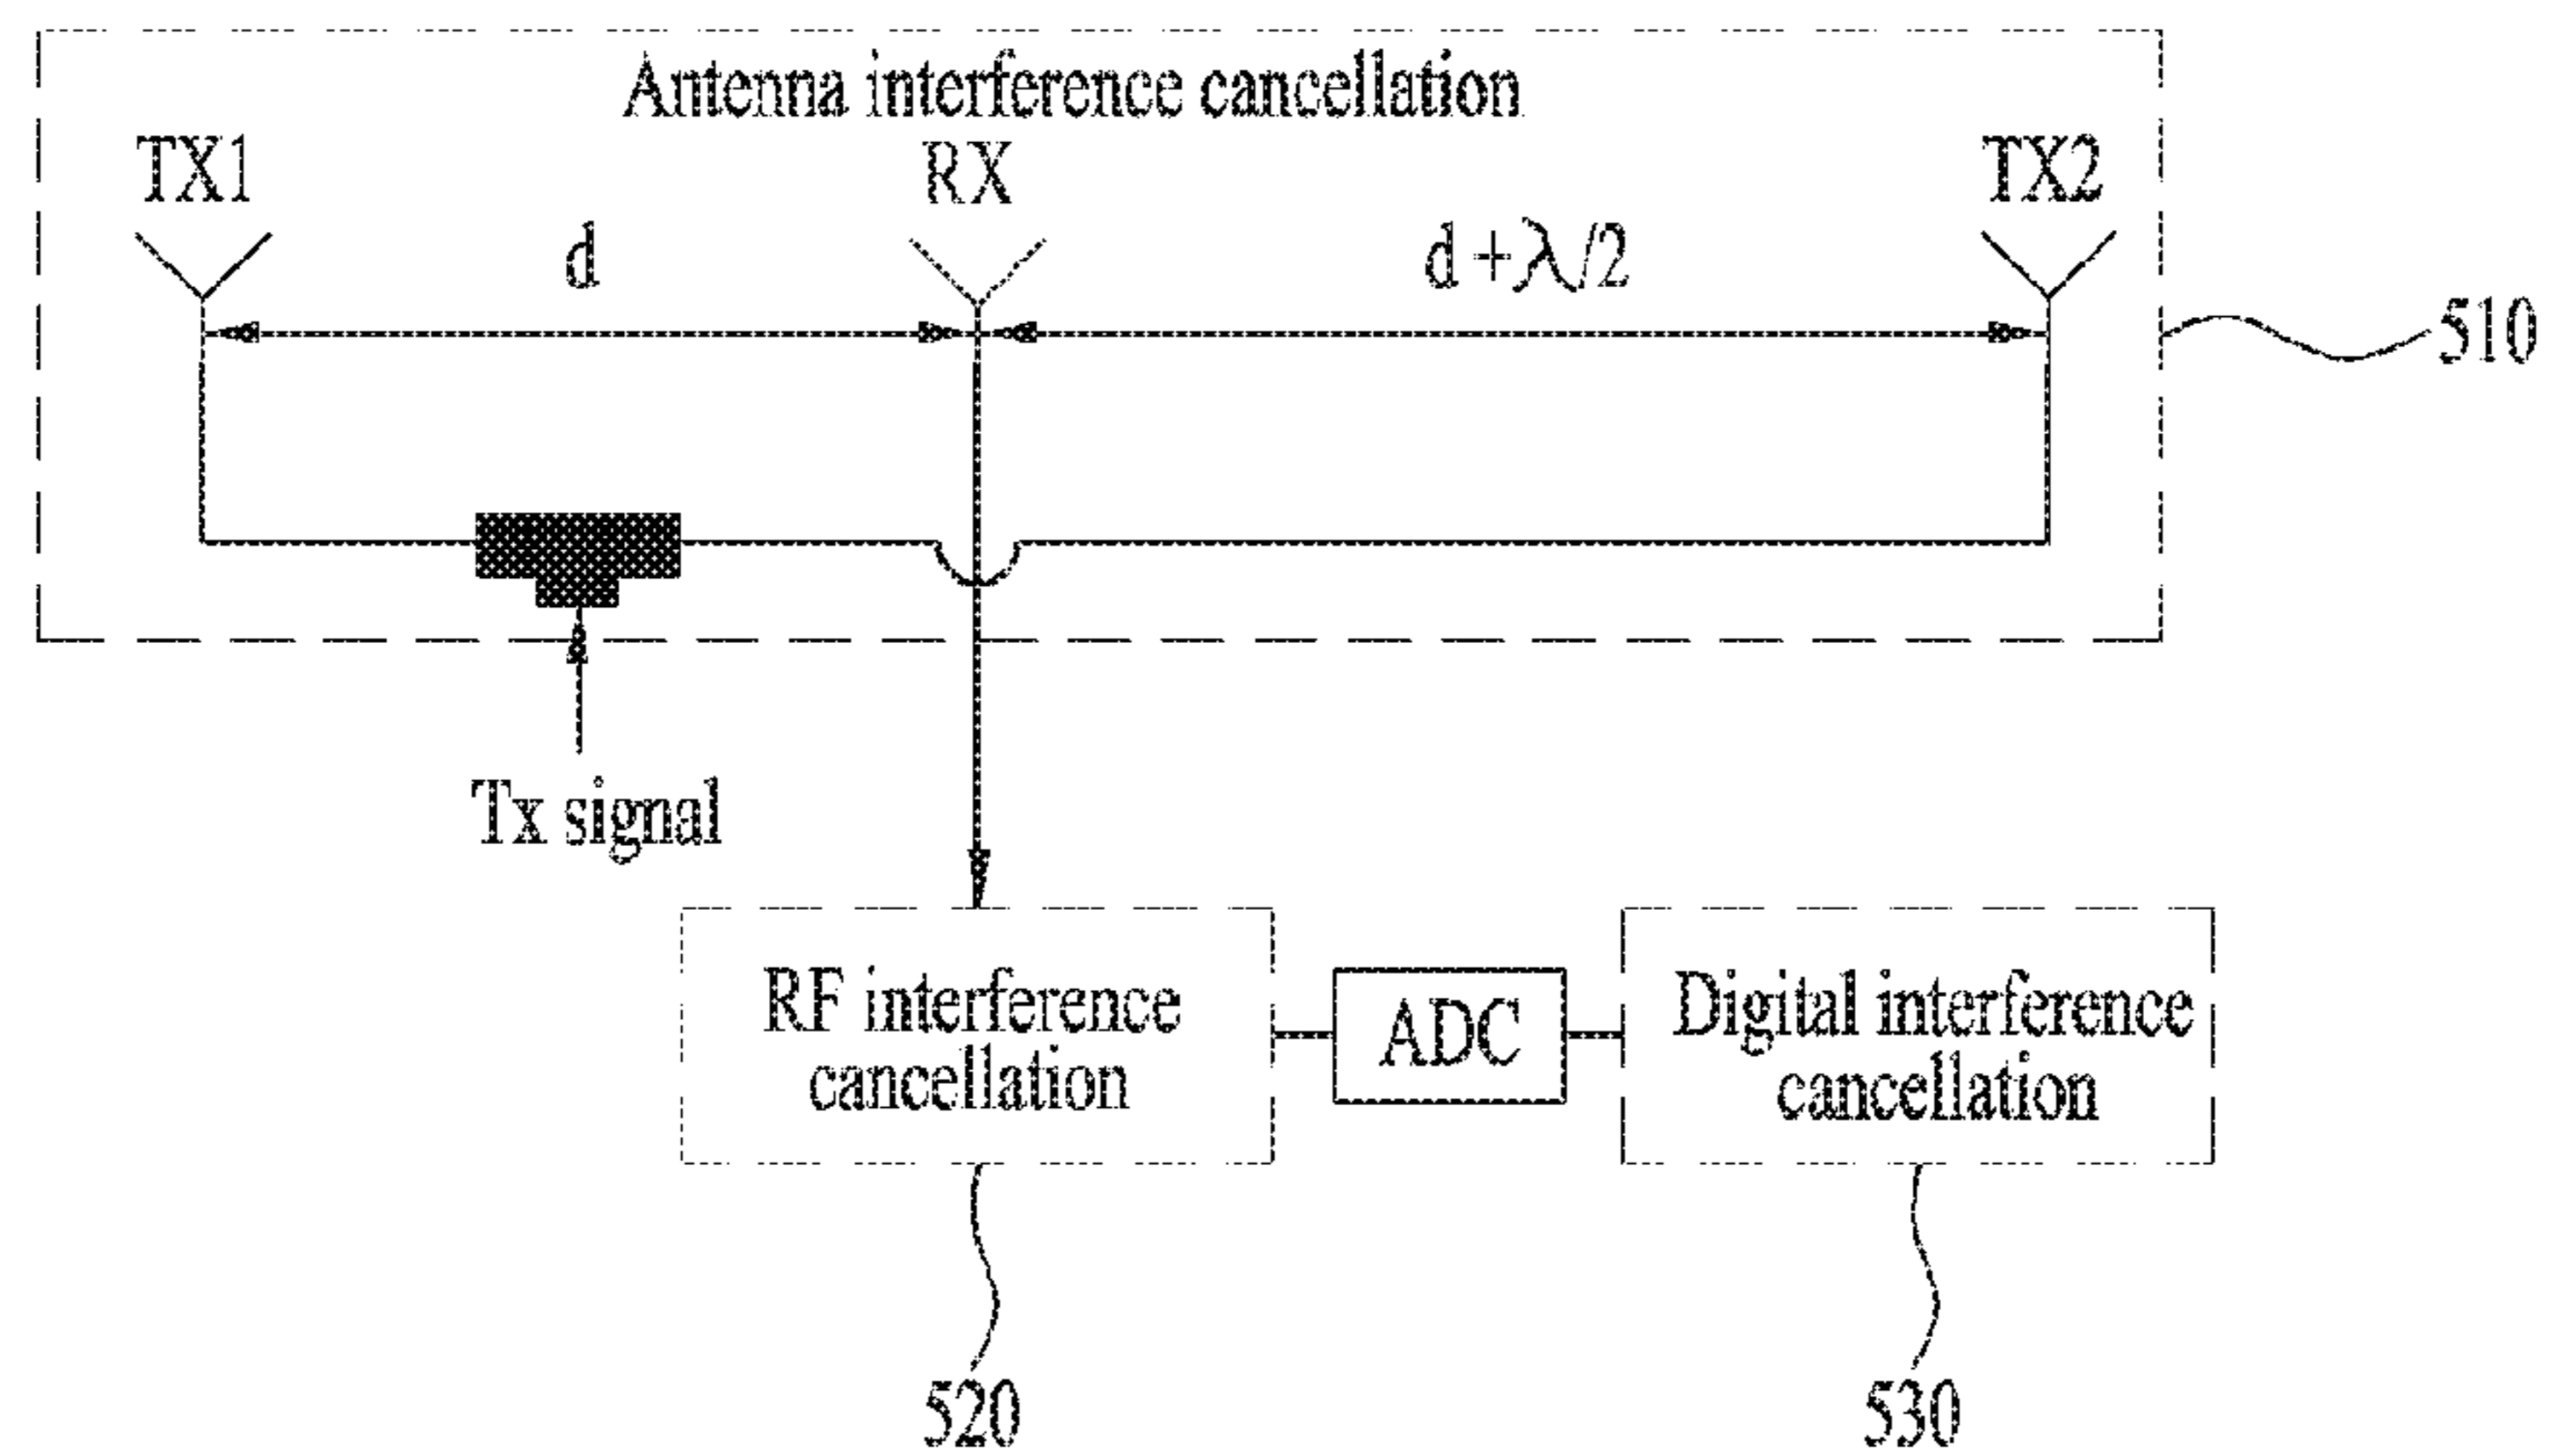 Antenna interference cancellation
TX1
RX
TX2
d
d + λ/2
510
Tx signal
RF interference
cancellation
ADC
Digital interference
cancellation
520
530